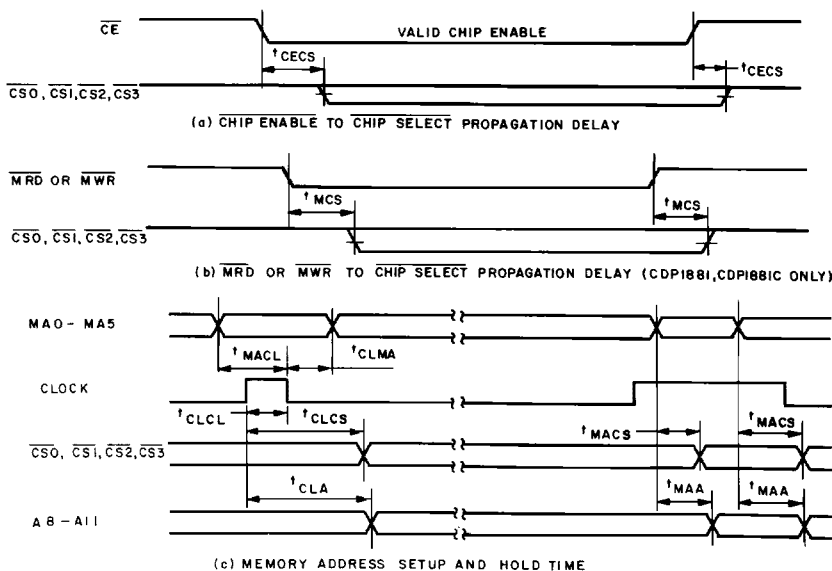 CE
VALID CHIP ENABLE
tCECS
tCECS
CS0, CS1, CS2, CS3
(a) CHIP ENABLE TO CHIP SELECT PROPAGATION DELAY
MRD OR MWR
tMCS
tMCS
CS0, CS1, CS2, CS3
(b) MRD OR MWR TO CHIP SELECT PROPAGATION DELAY (CDP1881, CDP1881C ONLY)
MA0 - MA5
tMACL
tCLMA
CLOCK
tCLCL
tCLCS
tMACS
tMACS
CS0, CS1, CS2, CS3
tCLA
tMAA
tMAA
A8 - A11
(c) MEMORY ADDRESS SETUP AND HOLD TIME